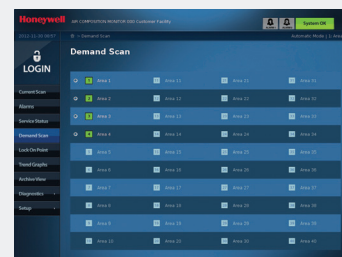 Honeywell AIR COMPOSITION MONITOR GSG Customer Facility System OK
> Demand Scan Automatic Mode
Demand Scan
LOGIN
Current Scan
Alarms
Service Status
Demand Scan
Lock On Point
Trend Graphs
Archive View
Diagnostics
Setup
Area 1 Area 11 Area 21 Area 31
Area 2 Area 12 Area 22 Area 32
Area 3 Area 13 Area 23 Area 33
Area 4 Area 14 Area 24 Area 34
Area 5 Area 15 Area 25 Area 35
Area 6 Area 16 Area 26 Area 36
Area 7 Area 17 Area 27 Area 37
Area 8 Area 18 Area 28 Area 38
Area 9 Area 19 Area 29 Area 39
Area 10 Area 20 Area 30 Area 40